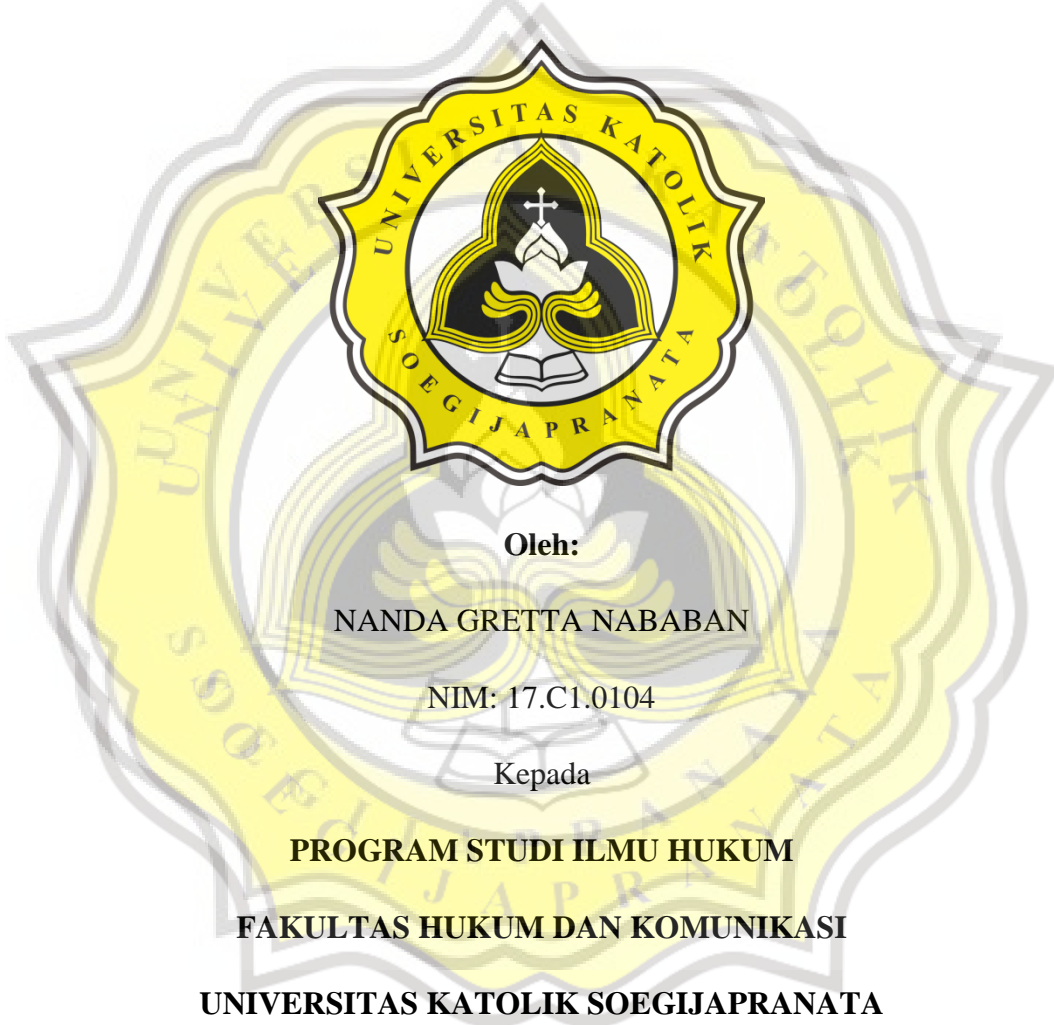 UNIVERSITAS KATOLIK
SOEGIJAPRANATA
Oleh:
NANDA GRETTA NABABAN
NIM: 17.C1.0104
Kepada
PROGRAM STUDI ILMU HUKUM
FAKULTAS HUKUM DAN KOMUNIKASI
UNIVERSITAS KATOLIK SOEGIJAPRANATA